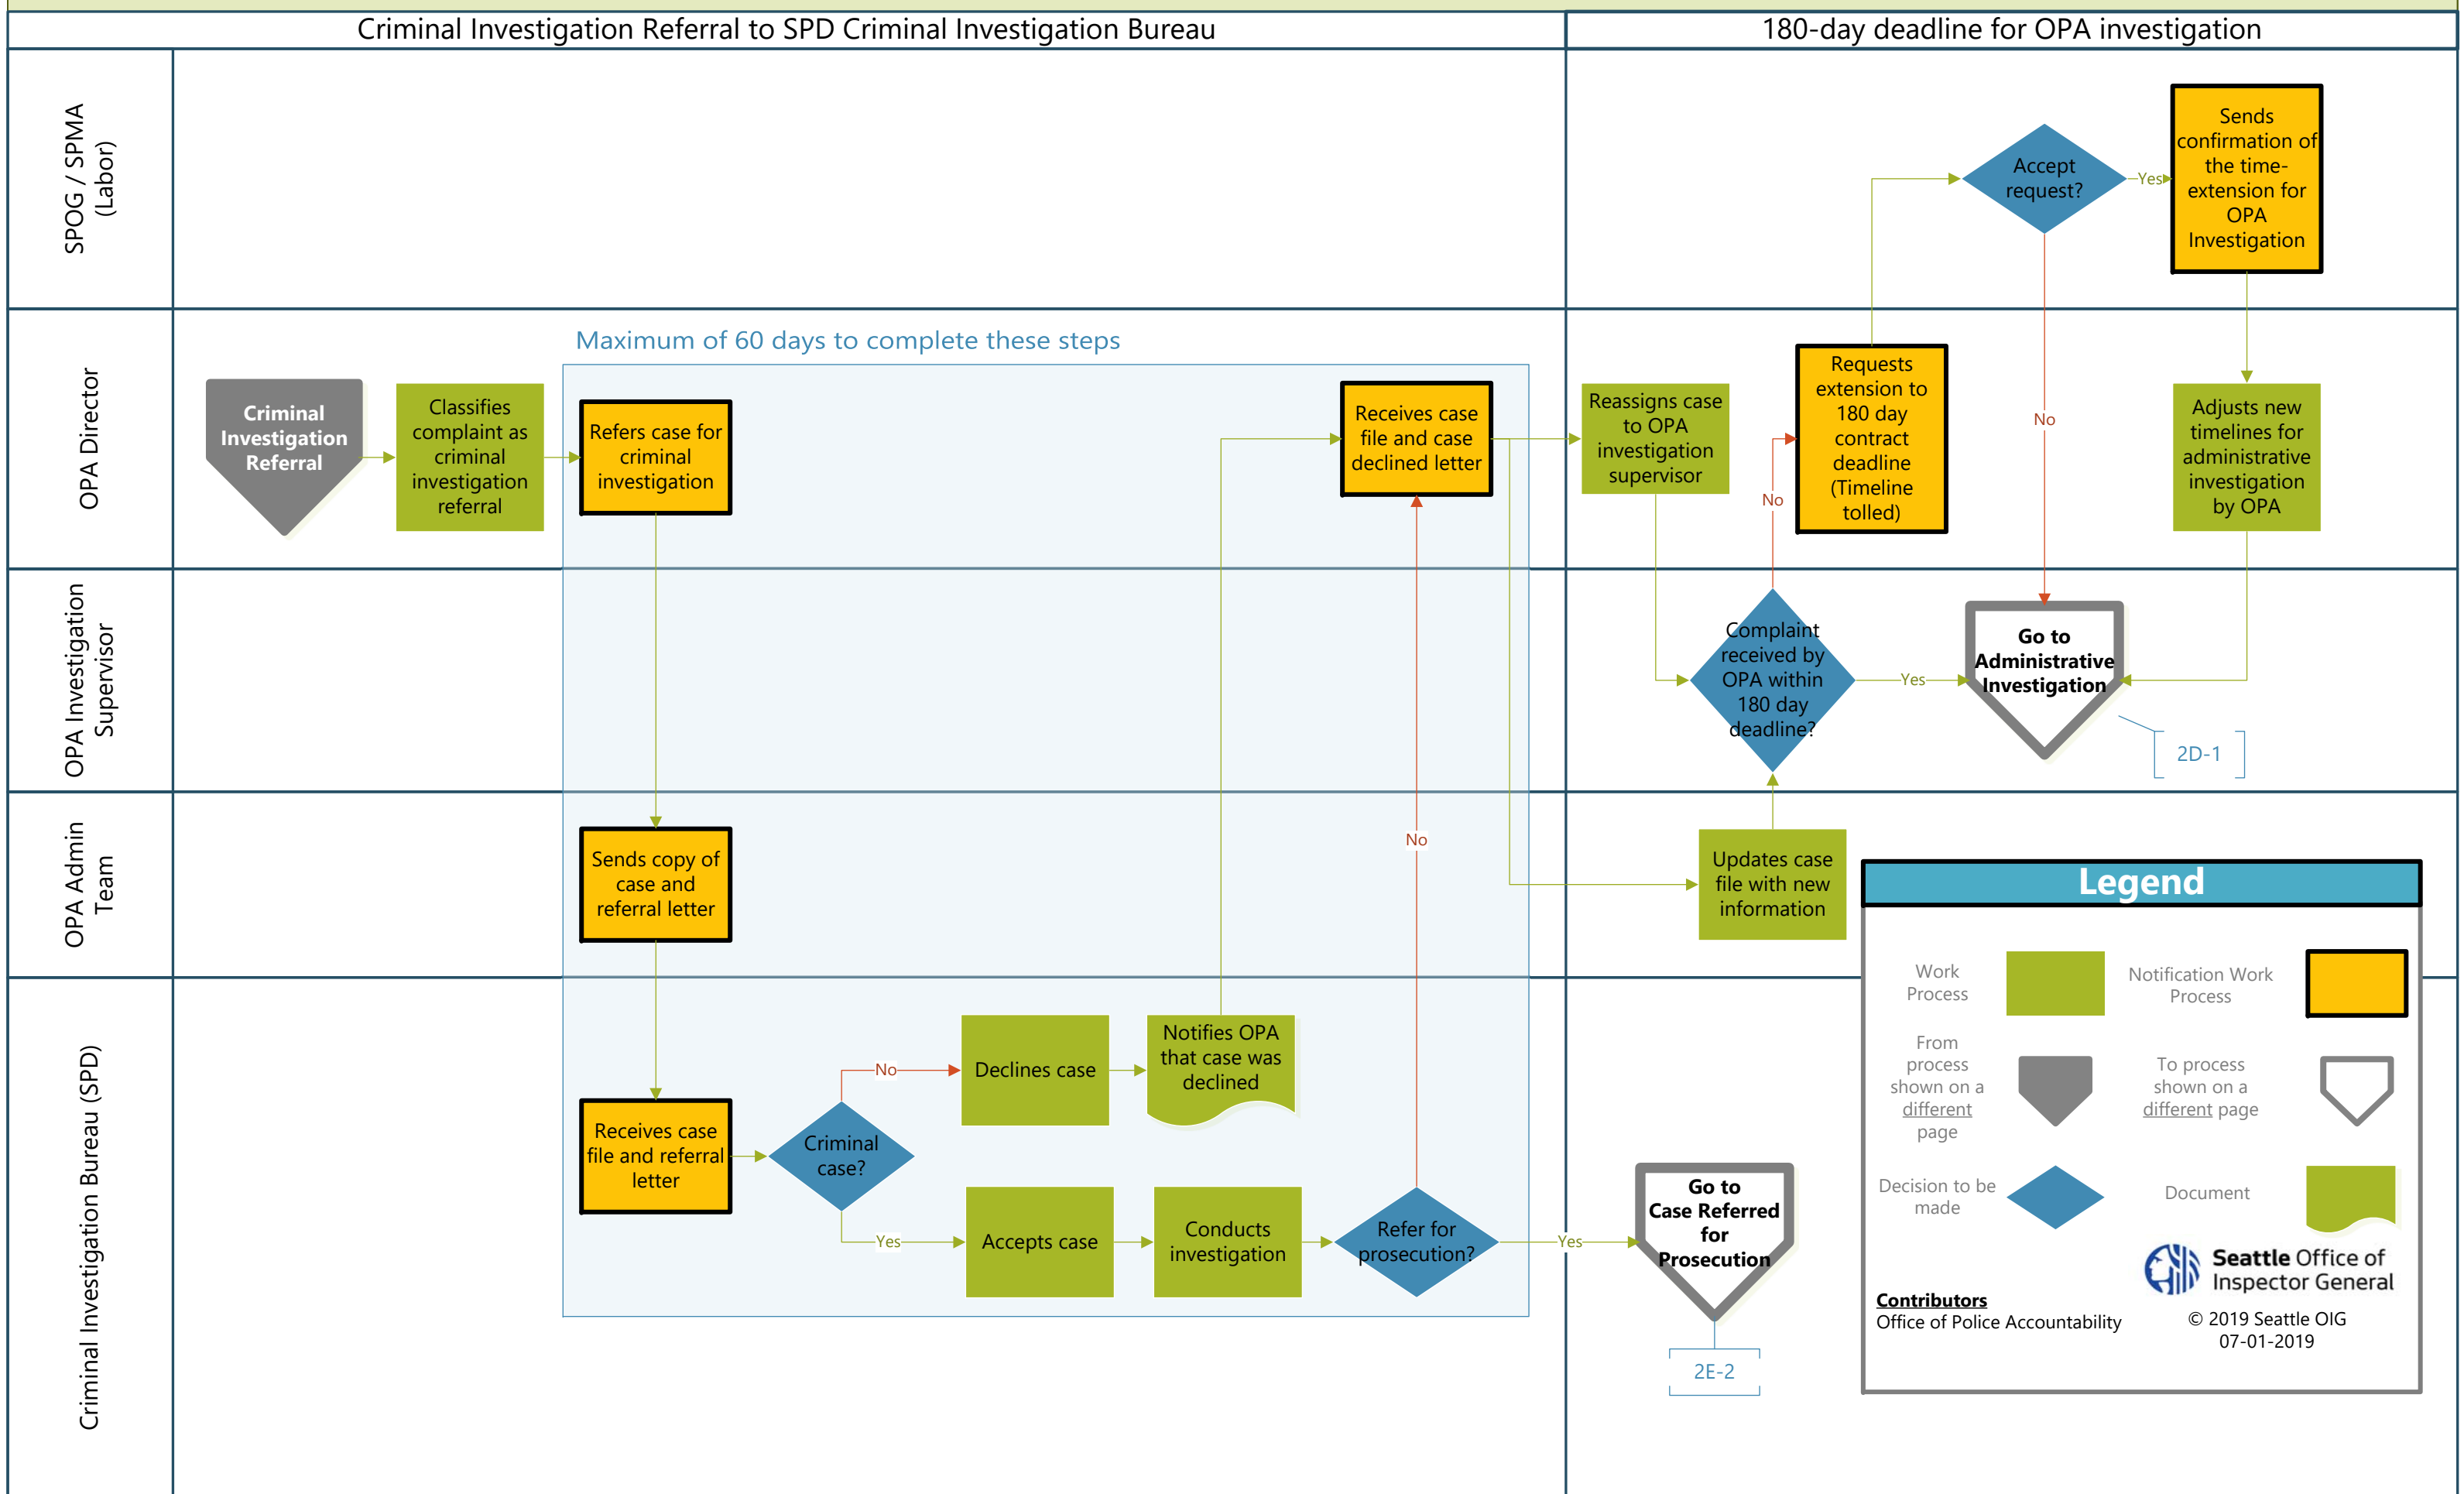 Criminal Investigation Referral to SPD Criminal Investigation Bureau
180-day deadline for OPA investigation
SPOG / SPMA
(Labor)
Accept
request?
Yes
Sends
confirmation of
the time-
extension for
OPA
Investigation
No
OPA Director
Maximum of 60 days to complete these steps
Criminal
Investigation
Referral
Classifies
complaint as
criminal
investigation
referral
Refers case for
criminal
investigation
Receives case
file and case
declined letter
Reassigns case
to OPA
investigation
supervisor
No
Requests
extension to
180 day
contract
deadline
(Timeline
tolled)
Adjusts new
timelines for
administrative
investigation
by OPA
OPA Investigation
Supervisor
Complaint
received by
OPA within
180 day
deadline?
Yes
Go to
Administrative
Investigation
2D-1
OPA Admin
Team
Sends copy of
case and
referral letter
No
Updates case
file with new
information
Criminal Investigation Bureau (SPD)
Receives case
file and referral
letter
Criminal
case?
No
Declines case
Notifies OPA
that case was
declined
Yes
Accepts case
Conducts
investigation
Refer for
prosecution?
Yes
Go to
Case Referred
for
Prosecution
2E-2
Legend
Work
Process
Notification Work
Process
From
process
shown on a
different
page
To process
shown on a
different page
Decision to be
made
Document
Seattle Office of
Inspector General
Contributors
Office of Police Accountability
© 2019 Seattle OIG
07-01-2019